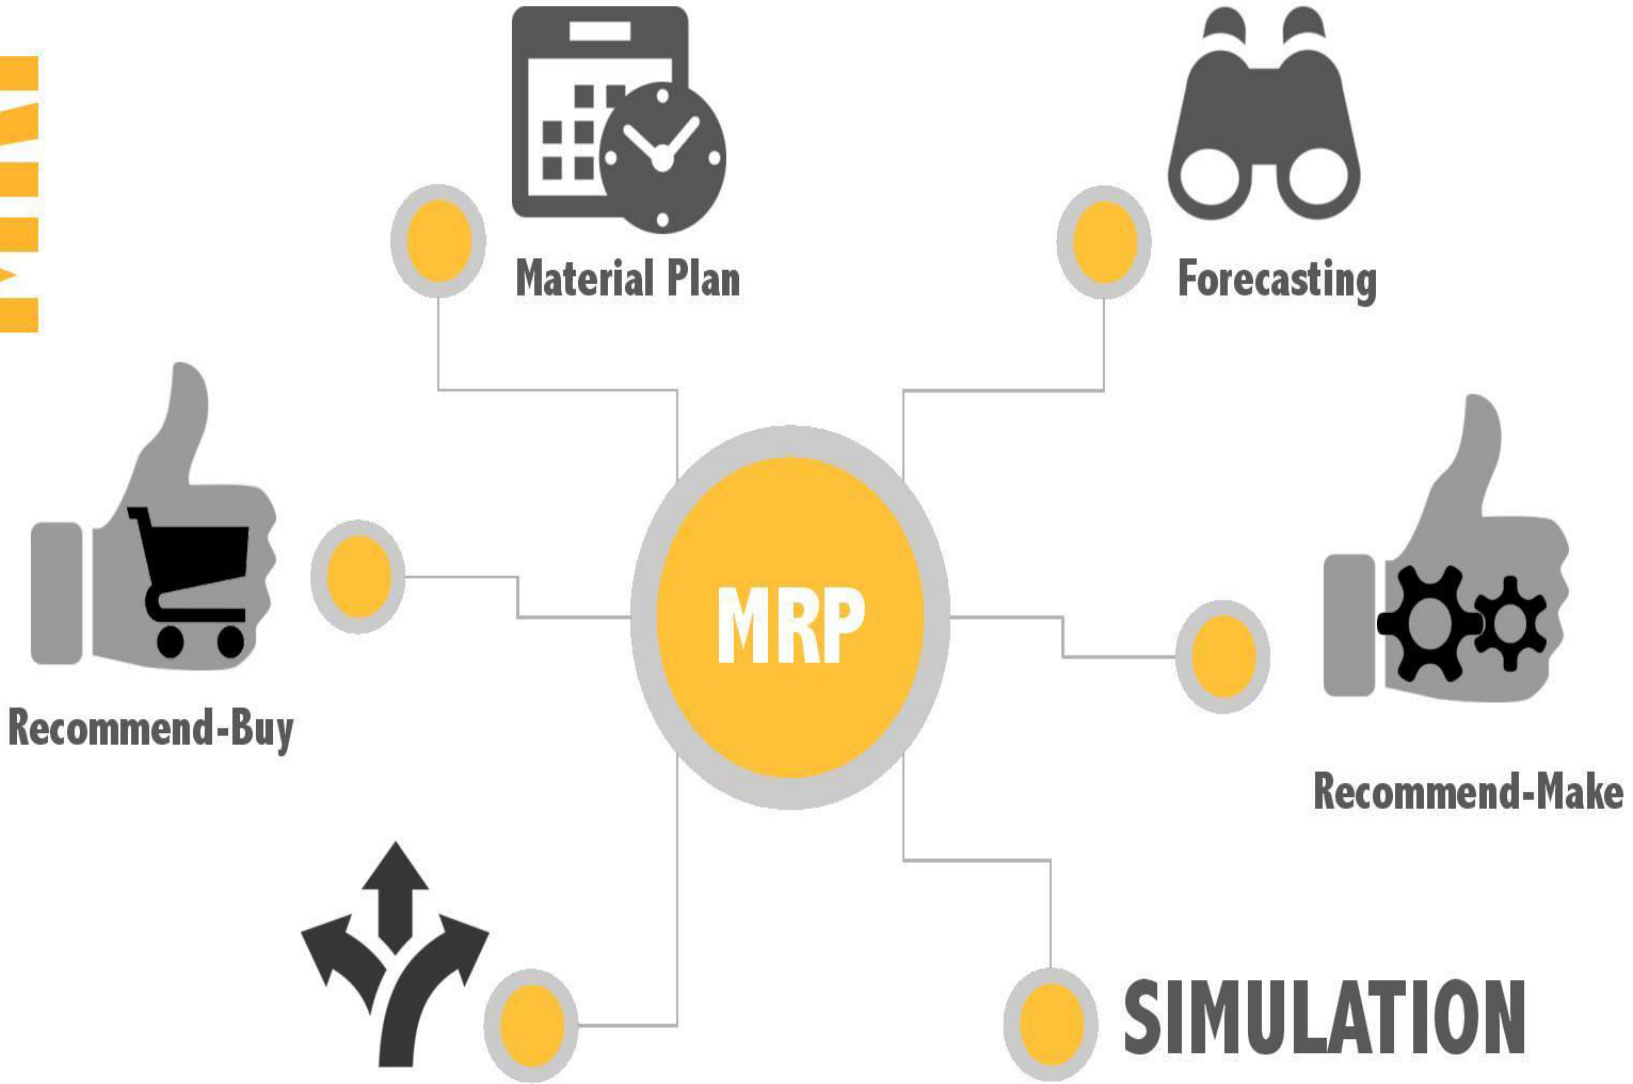 Material Plan
Forecasting
MRP
Recommend-Buy
Recommend-Make
SIMULATION